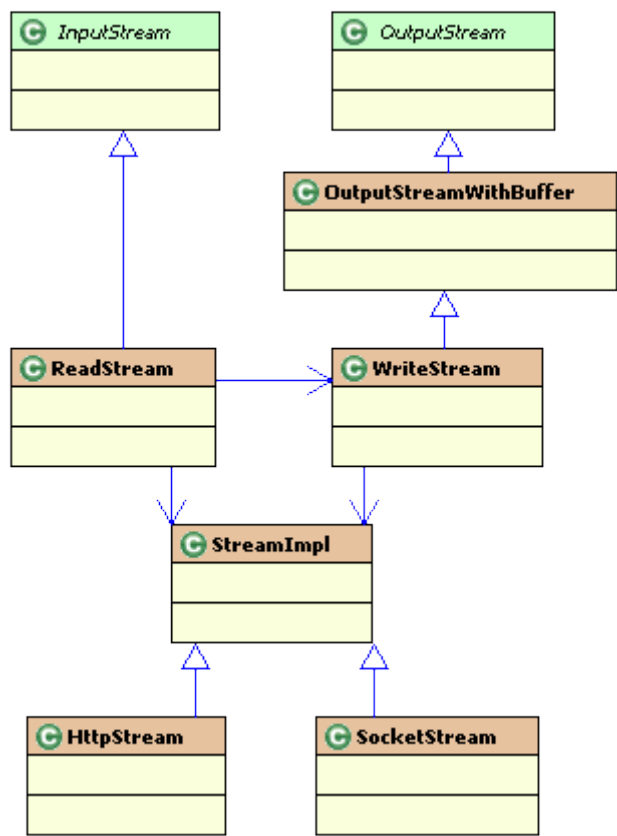 InputStream
OutputStream
OutputStreamWithBuffer
ReadStream
WriteStream
StreamImpl
HttpStream
SocketStream